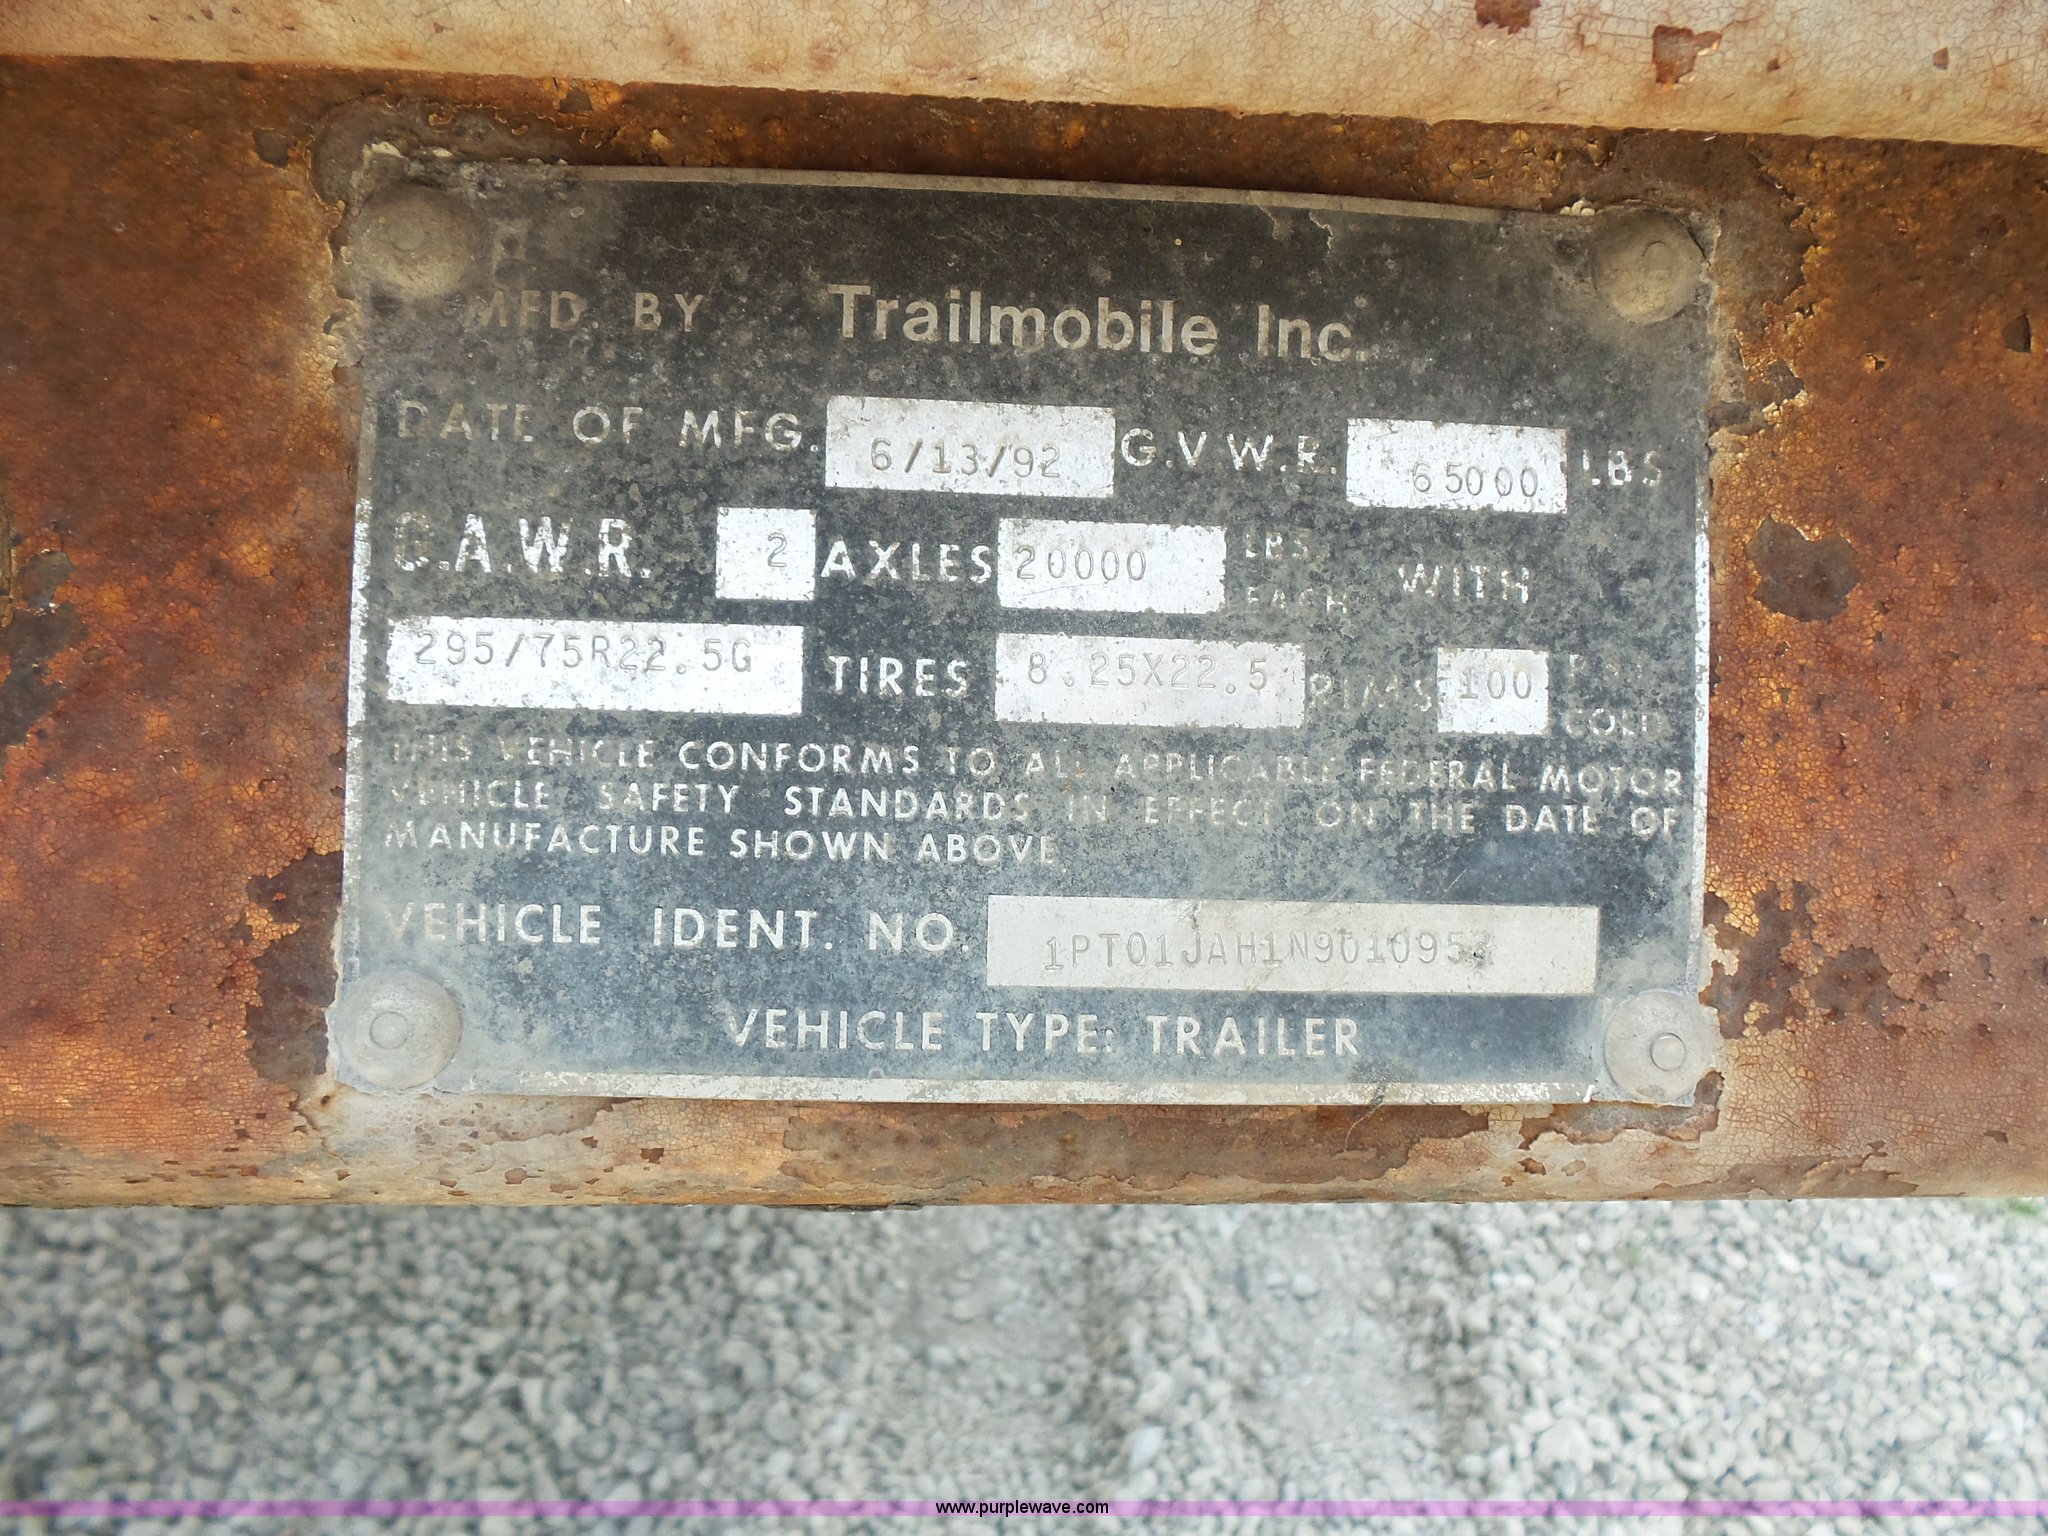 MFD. BY Trailmobile Inc.
DATE OF MFG. 6/13/92 G.V.W.R. 65000 LBS
G.A.W.R. 2 AXLES 20000 LBS EACH WITH
295/75R22.5G TIRES 8.25X22.5 RIMS 100 PSI COLD
THIS VEHICLE CONFORMS TO ALL APPLICABLE FEDERAL MOTOR
VEHICLE SAFETY STANDARDS IN EFFECT ON THE DATE OF
MANUFACTURE SHOWN ABOVE
VEHICLE IDENT. NO.
VEHICLE TYPE: TRAILER
www.purplewave.com